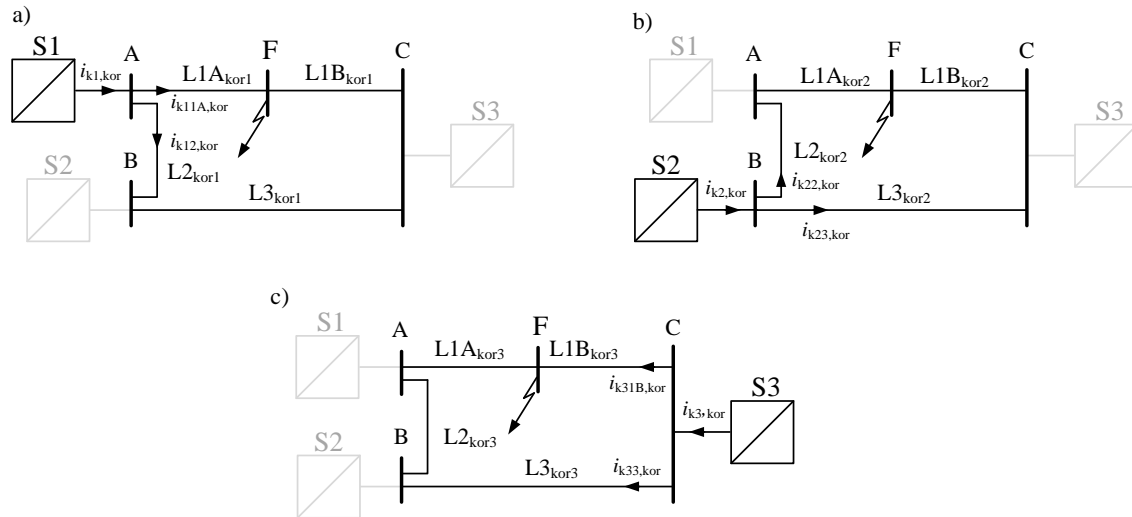 a)
S1
A
F
C
i_k1,kor
L1A_kor1
L1B_kor1
i_k11A,kor
S3
i_k12,kor
B
S2
L2_kor1
L3_kor1
b)
S1
A
F
C
L1A_kor2
L1B_kor2
S3
B
L2_kor2
S2
i_k2,kor
i_k22,kor
L3_kor2
i_k23,kor
c)
S1
A
F
C
L1A_kor3
L1B_kor3
i_k31B,kor
S3
i_k3,kor
B
S2
L2_kor3
L3_kor3
i_k33,kor